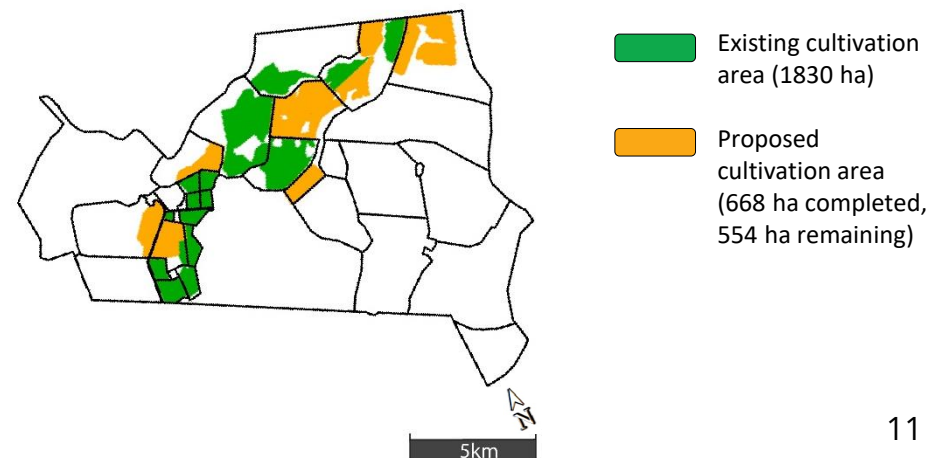 Existing cultivation
area (1830 ha)
Proposed
cultivation area
(668 ha completed,
554 ha remaining)
N
5km
11